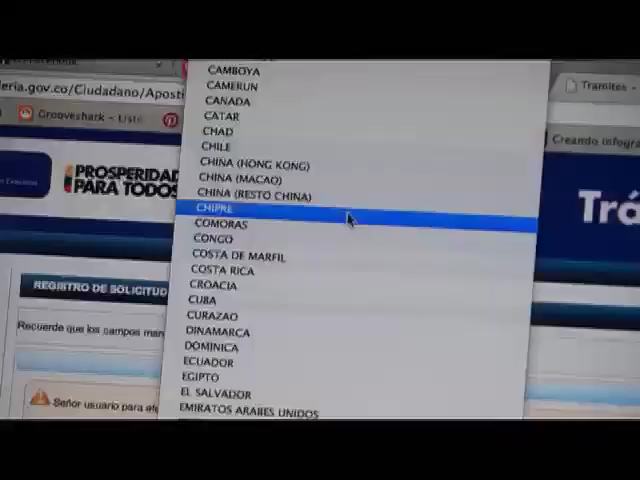 CAMBOYA
CAMERUN
eria.gov.co/Ciudadano/Aposti
Tramites -
CANADA
Grooveshark - Liste
CATAR
CHAD
Creando infogra
CHILE
CHINA (HONG KONG)
PROSPERIDAD
PARA TODOS
CHINA (MACAO)
CHINA (RESTO CHINA)
Trá
CHIPRE
COMORAS
CONGO
COSTA DE MARFIL
COSTA RICA
REGISTRO DE SOLICITUD
CROACIA
CUBA
Recuerde que los campos mar
CURAZAO
DINAMARCA
DOMINICA
ECUADOR
EGIPTO
EL SALVADOR
Señor usuario para efe
EMIRATOS ARABES UNIDOS